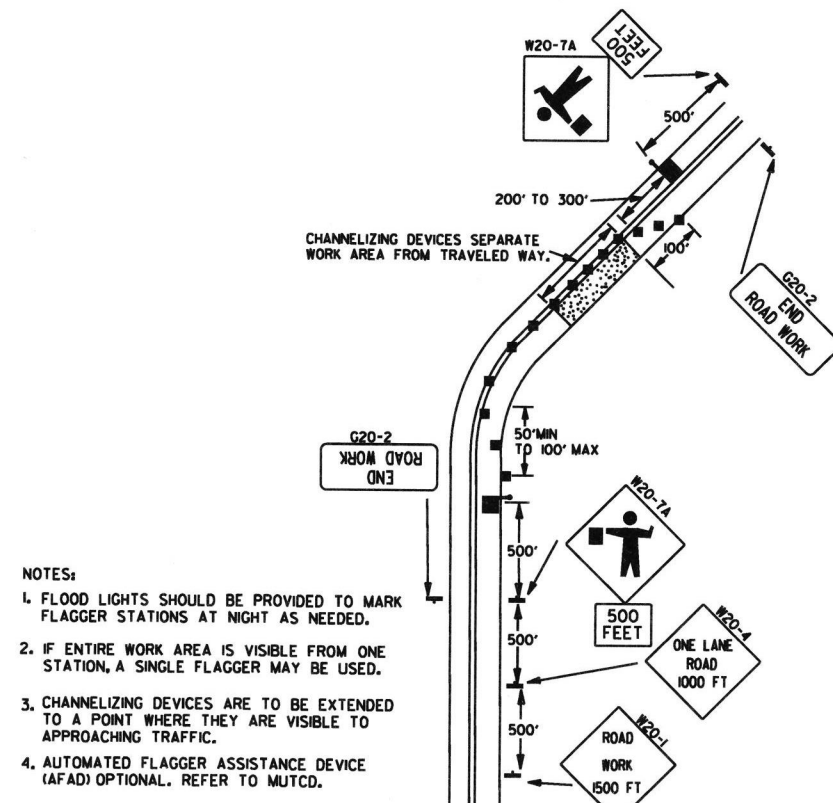 W20-7A
500
FEET
500'
200' TO 300'
CHANNELIZING DEVICES SEPARATE
WORK AREA FROM TRAVELED WAY.
100'
G20-2
END
ROAD WORK
G20-2
END
ROAD WORK
50'MIN
TO 100' MAX
W20-7A
500'
500
FEET
500'
W20-4
ONE LANE
ROAD
1000 FT
500'
W20-1
ROAD
WORK
1500 FT
NOTES:
1. FLOOD LIGHTS SHOULD BE PROVIDED TO MARK
FLAGGER STATIONS AT NIGHT AS NEEDED.
2. IF ENTIRE WORK AREA IS VISIBLE FROM ONE
STATION, A SINGLE FLAGGER MAY BE USED.
3. CHANNELIZING DEVICES ARE TO BE EXTENDED
TO A POINT WHERE THEY ARE VISIBLE TO
APPROACHING TRAFFIC.
4. AUTOMATED FLAGGER ASSISTANCE DEVICE
(AFAD) OPTIONAL. REFER TO MUTCD.